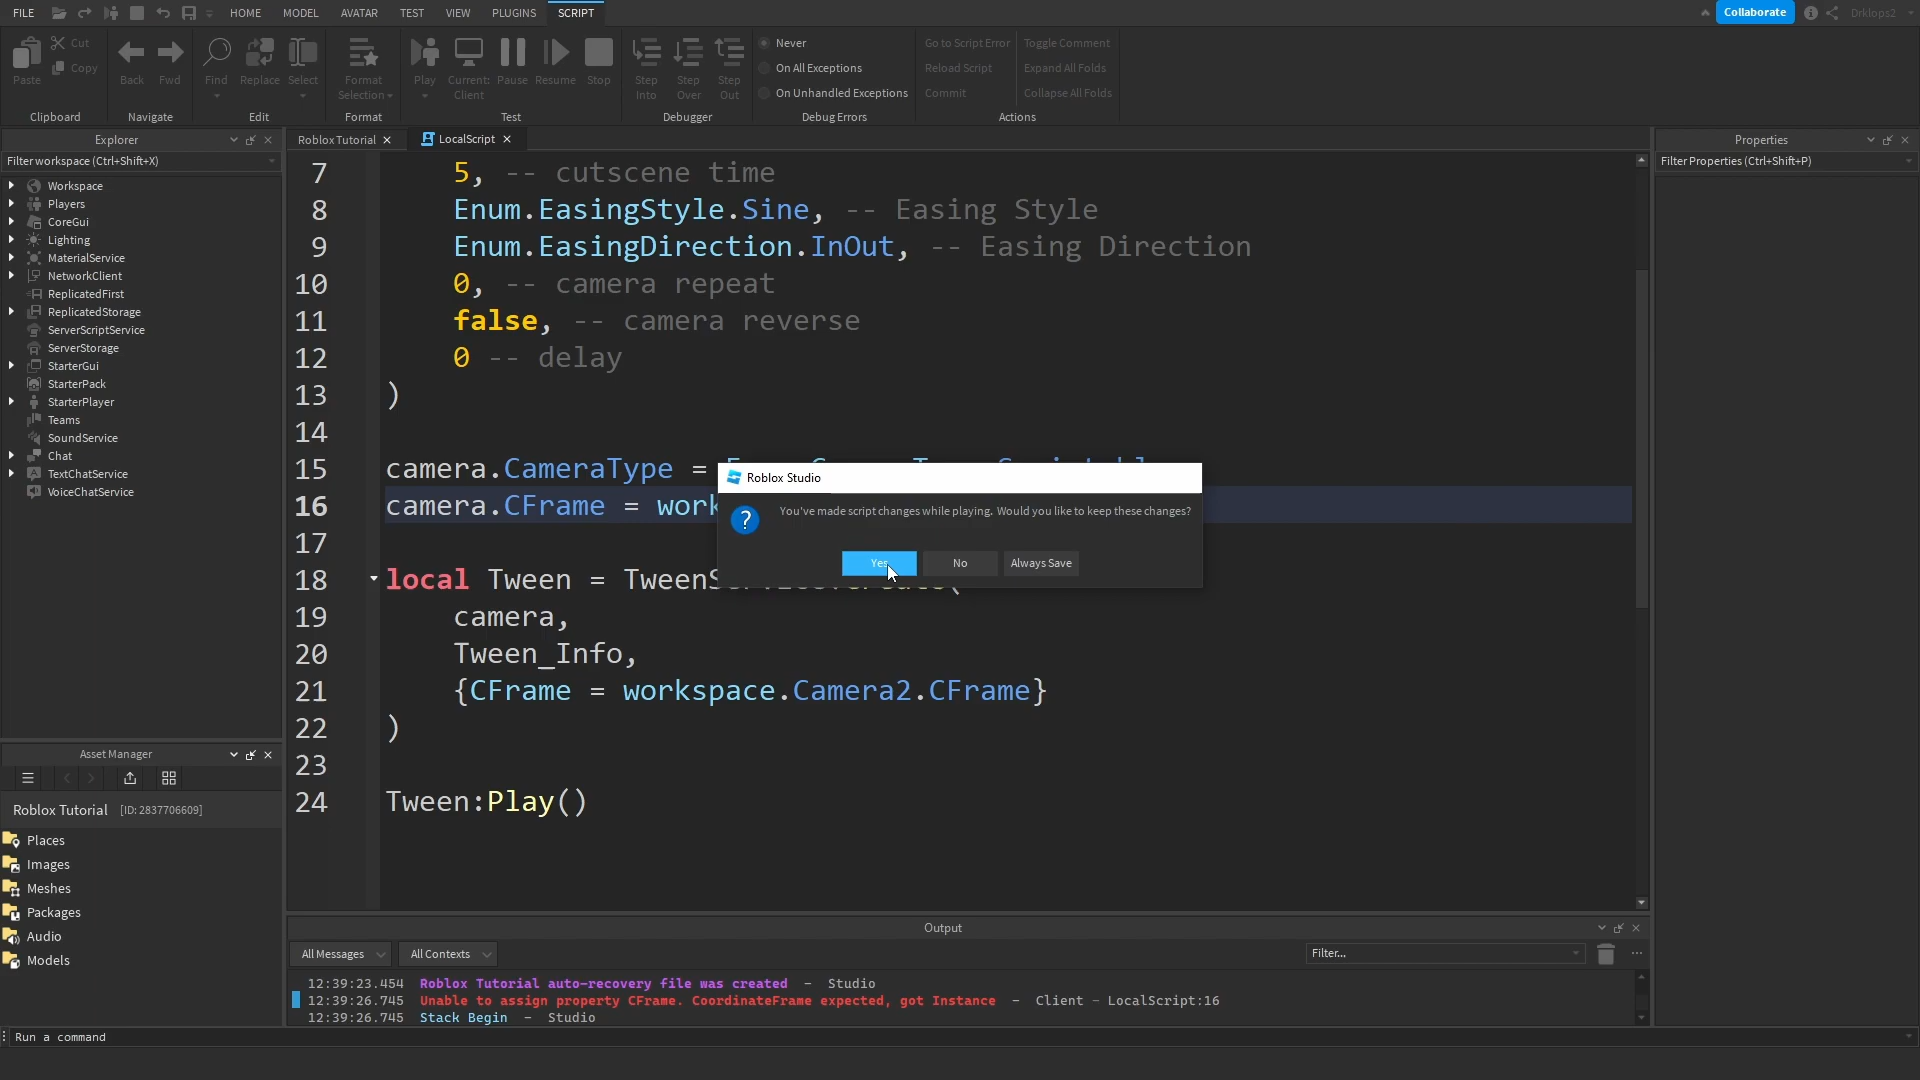 FILE
HOME
MODEL
AVATAR
TEST
VIEW
PLUGINS
SCRIPT
Collaborate
Drklops2
Paste
Cut
Copy
Clipboard
Back
Fwd
Navigate
Find
Replace
Select
Edit
Format
Selection
Format
Play
Current:
Client
Pause
Resume
Stop
Test
Step
Into
Step
Over
Step
Out
Debugger
Never
On All Exceptions
On Unhandled Exceptions
Debug Errors
Go to Script Error
Reload Script
Commit
Toggle Comment
Expand All Folds
Collapse All Folds
Actions
Explorer
Filter workspace (Ctrl+Shift+X)
Workspace
Players
CoreGui
Lighting
MaterialService
NetworkClient
ReplicatedFirst
ReplicatedStorage
ServerScriptService
ServerStorage
StarterGui
StarterPack
StarterPlayer
Teams
SoundService
Chat
TextChatService
VoiceChatService
Asset Manager
Roblox Tutorial [ID: 2837706609]
Places
Images
Meshes
Packages
Audio
Models
Roblox Tutorial
LocalScript
7 5, -- cutscene time
8 Enum.EasingStyle.Sine, -- Easing Style
9 Enum.EasingDirection.InOut, -- Easing Direction
10 0, -- camera repeat
11 false, -- camera reverse
12 0 -- delay
13 )
14
15 camera.CameraType =
16 camera.CFrame = work
17
18 local Tween = Tween
19 camera,
20 Tween_Info,
21 {CFrame = workspace.Camera2.CFrame}
22 )
23
24 Tween:Play()
Roblox Studio
You've made script changes while playing. Would you like to keep these changes?
Yes
No
Always Save
Output
All Messages
All Contexts
Filter...
12:39:23.454 Roblox Tutorial auto-recovery file was created - Studio
12:39:26.745 Unable to assign property CFrame. CoordinateFrame expected, got Instance - Client - LocalScript:16
12:39:26.745 Stack Begin - Studio
Run a command
Properties
Filter Properties (Ctrl+Shift+P)